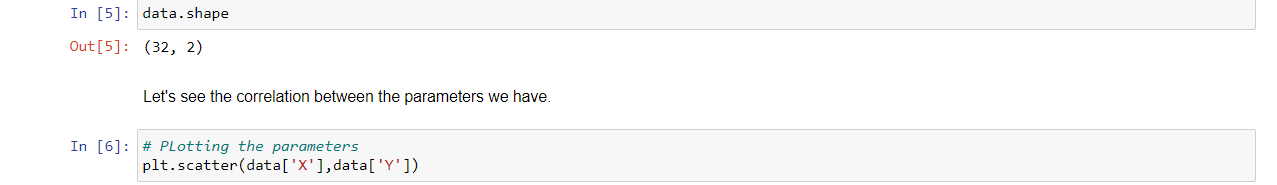 In [5]: data.shape
Out[5]: (32, 2)
Let's see the correlation between the parameters we have.
In [6]: # PLotting the parameters
plt.scatter(data['X'],data['Y'])